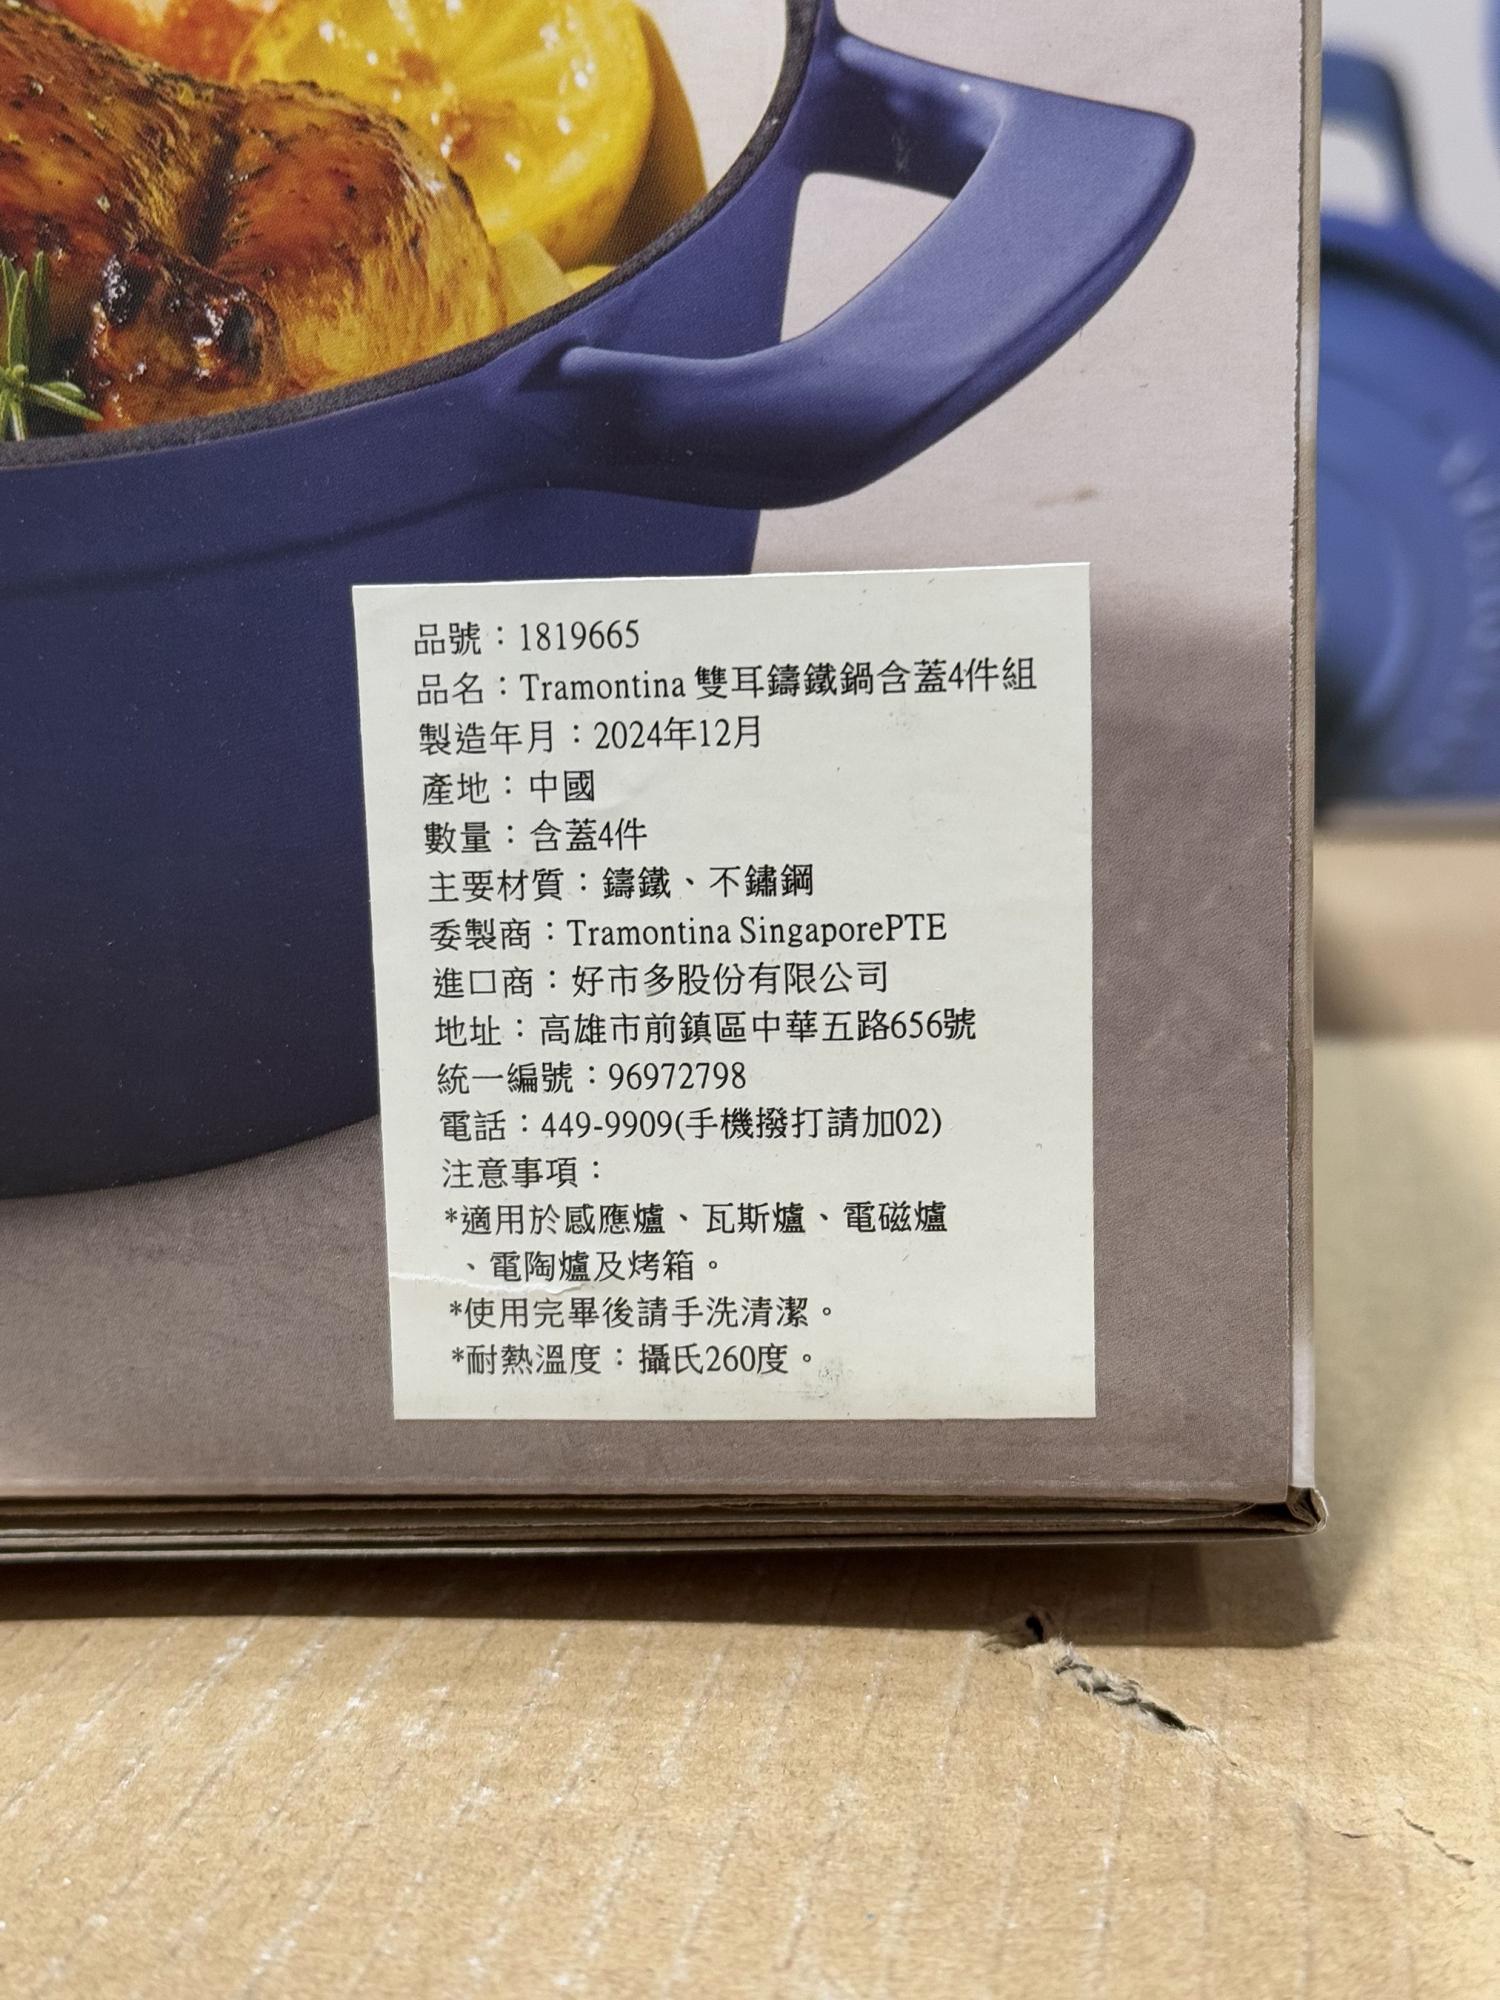 品號：1819665
品名：Tramontina 雙耳鑄鐵鍋含蓋4件組
製造年月：2024年12月
產地：中國
數量：含蓋4件
主要材質：鑄鐵、不鏽鋼
委製商：Tramontina SingaporePTE
進口商：好市多股份有限公司
地址：高雄市前鎮區中華五路656號
統一編號：96972798
電話：449-9909(手機撥打請加02)
注意事項：
*適用於感應爐、瓦斯爐、電磁爐
、電陶爐及烤箱。
*使用完畢後請手洗清潔。
*耐熱溫度：攝氏260度。